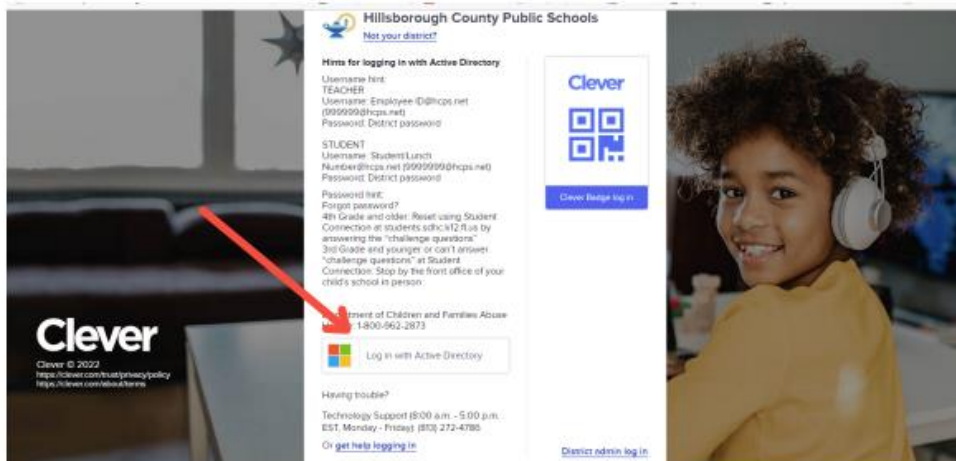 Hillsborough County Public Schools
Not your district?
Hints for logging in with Active Directory
Username hint:
TEACHER
Username: Employee ID@hcps.net
(999999@hcps.net)
Password: District password
STUDENT
Username: Student/Lunch
Number@hcps.net (9999999@hcps.net)
Password: District password
Password hint:
Forgot password?
4th Grade and older: Reset using Student
Connection at students.sdhc.k12.fl.us by
answering the "challenge questions"
3rd Grade and younger or can't answer
"challenge questions" at Student
Connection: Stop by the front office of your
child's school in person
ment of Children and Families Abuse
1-800-962-2873
Log in with Active Directory
Having trouble?
Technology Support (8:00 a.m. - 5:00 p.m.
EST, Monday - Friday): (813) 272-4786
Or get help logging in
Clever
Clever Badge log in
District admin log in
Clever
Clever © 2022
https://clever.com/trust/privacy/policy
https://clever.com/about/terms